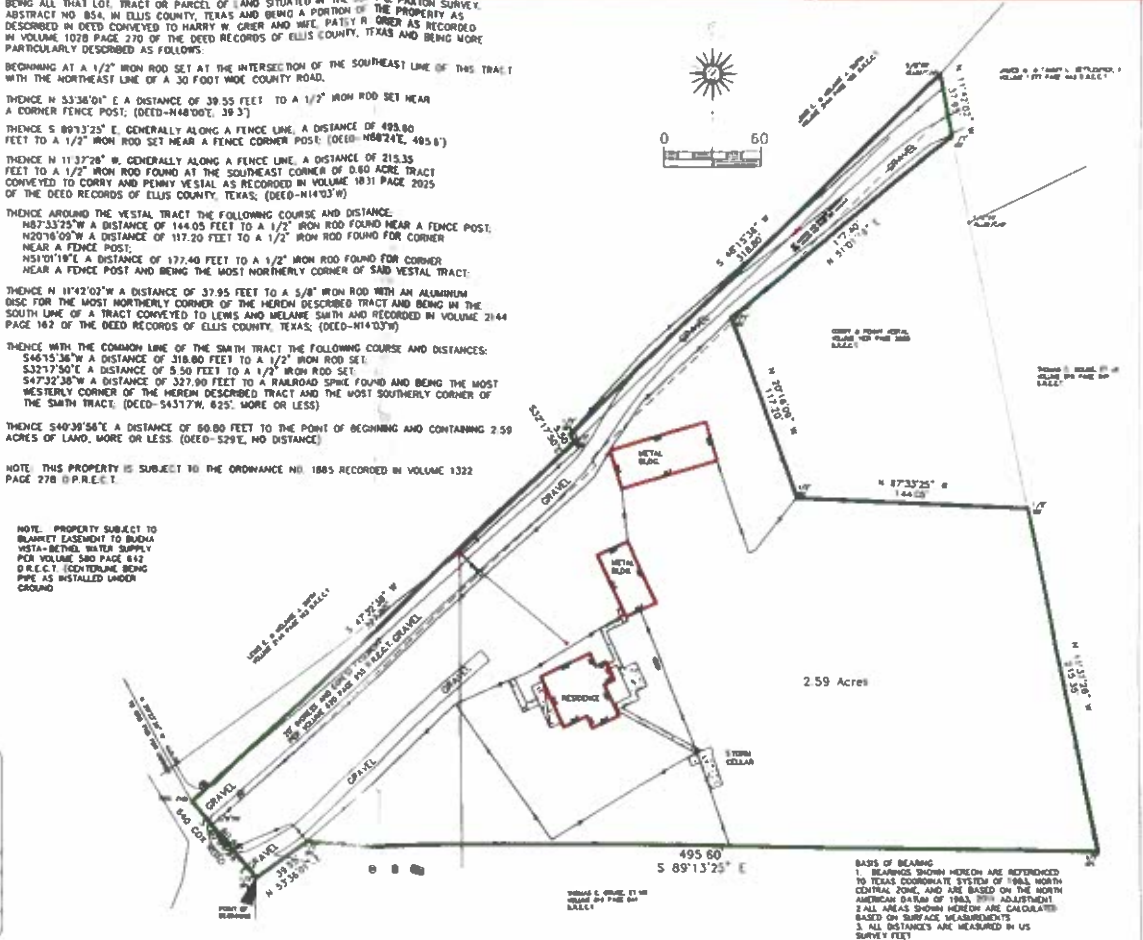 BEING ALL THAT LOT, TRACT OR PARCEL OF LAND SITUATED IN THE PAXTON SURVEY,
ABSTRACT NO. 854, IN ELLIS COUNTY, TEXAS AND BEING A PORTION OF THE PROPERTY AS
DESCRIBED IN DEED CONVEYED TO HARRY W. GRIER AND WIFE, PATSY R GRIER AS RECORDED
IN VOLUME 1028 PAGE 270 OF THE DEED RECORDS OF ELLIS COUNTY, TEXAS AND BEING MORE
PARTICULARLY DESCRIBED AS FOLLOWS:
BEGINNING AT A 1/2" IRON ROD SET AT THE INTERSECTION OF THE SOUTHEAST LINE OF THIS TRACT
WITH THE NORTHEAST LINE OF A 30 FOOT WIDE COUNTY ROAD.
THENCE N 53°36'01" E A DISTANCE OF 39.55 FEET TO A 1/2" IRON ROD SET NEAR
A CORNER FENCE POST; (DEED-N48°00'E, 39.3')
THENCE S 89°13'25" E, GENERALLY ALONG A FENCE LINE, A DISTANCE OF 495.60
FEET TO A 1/2" IRON ROD SET NEAR A FENCE CORNER POST; (DEED-N88°24'E, 495.6')
THENCE N 11°37'28" W, GENERALLY ALONG A FENCE LINE, A DISTANCE OF 215.35
FEET TO A 1/2" IRON ROD FOUND AT THE SOUTHEAST CORNER OF 0.60 ACRE TRACT
CONVEYED TO CORRY AND PENNY VESTAL AS RECORDED IN VOLUME 1831 PAGE 2025
OF THE DEED RECORDS OF ELLIS COUNTY, TEXAS; (DEED-N14°03'W)
THENCE AROUND THE VESTAL TRACT THE FOLLOWING COURSE AND DISTANCE:
N87°33'25"W A DISTANCE OF 144.05 FEET TO A 1/2" IRON ROD FOUND NEAR A FENCE POST;
N20°16'09"W A DISTANCE OF 117.20 FEET TO A 1/2" IRON ROD FOUND FOR CORNER
NEAR A FENCE POST;
N51°01'19"E A DISTANCE OF 177.40 FEET TO A 1/2" IRON ROD FOUND FOR CORNER
NEAR A FENCE POST AND BEING THE MOST NORTHERLY CORNER OF SAID VESTAL TRACT;
THENCE N 11°42'02"W A DISTANCE OF 37.95 FEET TO A 5/8" IRON ROD WITH AN ALUMINUM
DISC FOR THE MOST NORTHERLY CORNER OF THE HEREIN DESCRIBED TRACT AND BEING IN THE
SOUTH LINE OF A TRACT CONVEYED TO LEWIS AND MELANIE SMITH AND RECORDED IN VOLUME 2144
PAGE 162 OF THE DEED RECORDS OF ELLIS COUNTY, TEXAS; (DEED-N14°03'W)
THENCE WITH THE COMMON LINE OF THE SMITH TRACT THE FOLLOWING COURSE AND DISTANCES:
S46°15'36"W A DISTANCE OF 318.80 FEET TO A 1/2" IRON ROD SET;
S32°17'50"E A DISTANCE OF 5.50 FEET TO A 1/2" IRON ROD SET
S47°32'38"W A DISTANCE OF 327.90 FEET TO A RAILROAD SPIKE FOUND AND BEING THE MOST
WESTERLY CORNER OF THE HEREIN DESCRIBED TRACT AND THE MOST SOUTHERLY CORNER OF
THE SMITH TRACT; (DEED-S43°17'W, 625', MORE OR LESS)
THENCE S40°39'56"E A DISTANCE OF 60.80 FEET TO THE POINT OF BEGINNING AND CONTAINING 2.59
ACRES OF LAND, MORE OR LESS. (DEED-S29°E, NO DISTANCE)
NOTE: THIS PROPERTY IS SUBJECT TO THE ORDINANCE NO. 1885 RECORDED IN VOLUME 1322
PAGE 278 O.P.R.E.C.T.
NOTE: PROPERTY SUBJECT TO
BLANKET EASEMENT TO BUENA
VISTA-BETHEL WATER SUPPLY
PER VOLUME 580 PAGE 642
D.R.E.C.T. (CENTERLINE BEING
PIPE AS INSTALLED UNDER
GROUND
0 60
37.95
GRAVEL
S 46°15'36" W
318.80
177.40
N 51°01'19" E
GRAVEL
N 20°16'09" W
117.20
S32°17'50"E
5.50
METAL
BLDG.
N 87°33'25" W
144.05
GRAVEL
METAL
BLDG.
S 47°32'38" W
GRAVEL
GRAVEL
RESIDENCE
2.59 Acres
N 11°37'28" W
215.35
STORM
CELLAR
GRAVEL
GRAVEL
GRAVEL
39.55
N 53°36'01" E
POINT OF
BEGINNING
495.60
S 89°13'25" E
BASIS OF BEARING
1. BEARINGS SHOWN HEREON ARE REFERENCED
TO TEXAS COORDINATE SYSTEM OF 1983, NORTH
CENTRAL ZONE, AND ARE BASED ON THE NORTH
AMERICAN DATUM OF 1983, ADJUSTMENT
2 ALL AREAS SHOWN HEREON ARE CALCULATED
BASED ON SURFACE MEASUREMENTS
3. ALL DISTANCES ARE MEASURED IN US
SURVEY FEET